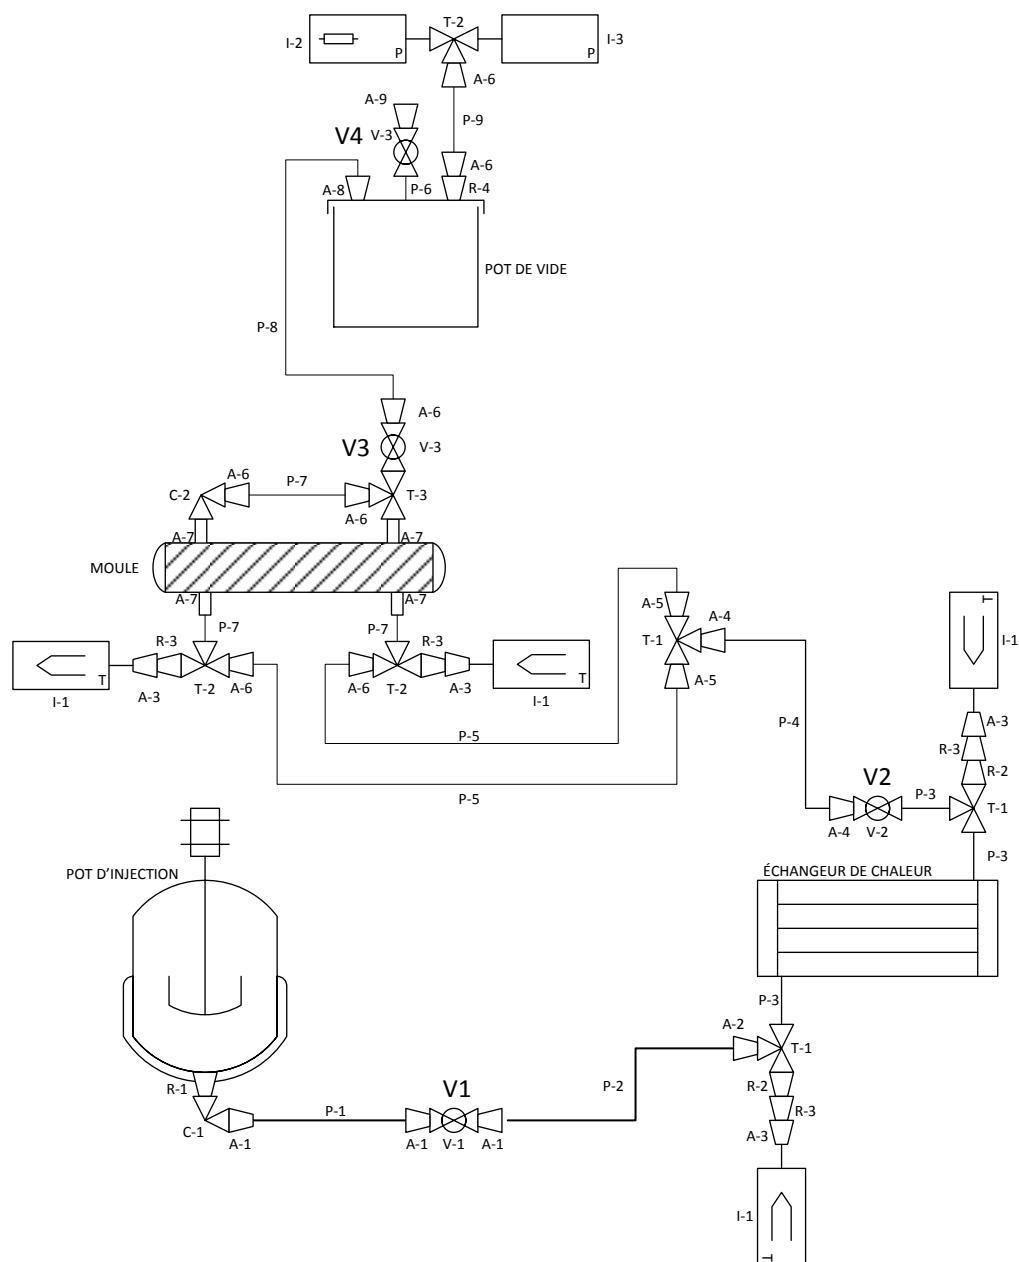 T-2
I-2
P
P
I-3
A-6
A-9
P-9
V4
V-3
A-6
A-8
P-6
R-4
POT DE VIDE
P-8
A-6
V3
V-3
A-6
P-7
C-2
T-3
A-6
A-7
A-7
MOULE
A-7
A-7
A-5
A-4
T
P-7
P-7
R-3
R-3
T-1
I-1
T
T
A-3
T-2
A-6
A-6
T-2
A-3
A-5
I-1
I-1
P-4
A-3
P-5
R-3
V2
R-2
P-5
P-3
T-1
A-4
V-2
P-3
POT D’INJECTION
ÉCHANGEUR DE CHALEUR
P-3
A-2
T-1
R-1
V1
P-2
R-2
P-1
R-3
C-1
A-1
A-1
V-1
A-1
A-3
I-1
T